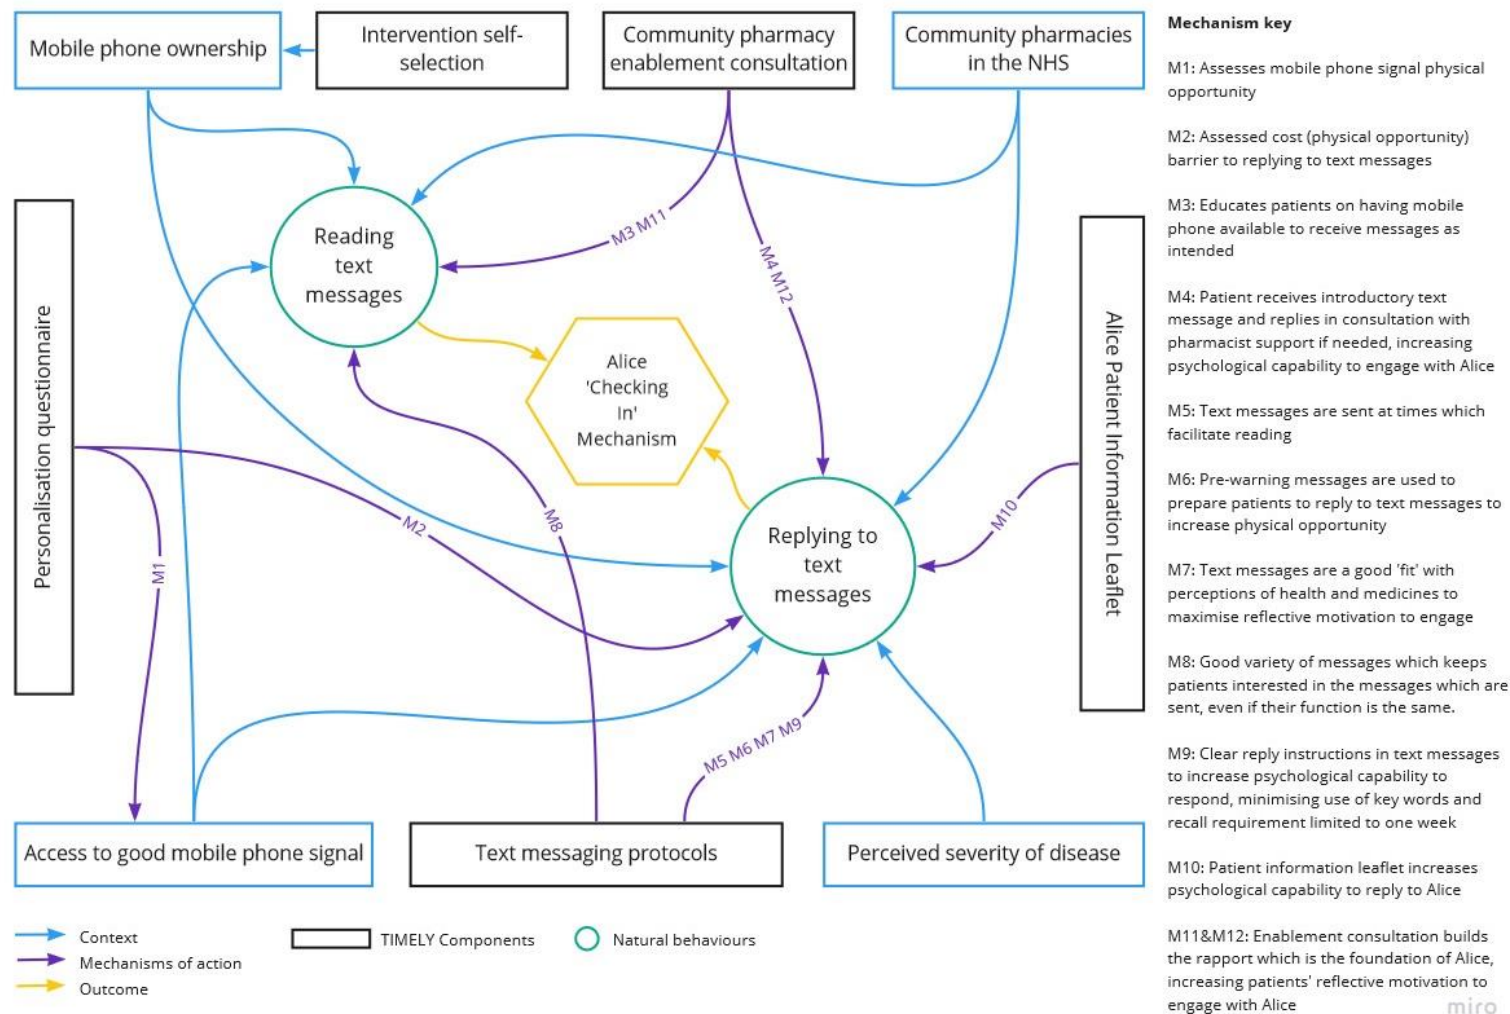 Mobile phone ownership
Intervention self-
selection
Community pharmacy
enablement consultation
Community pharmacies
in the NHS
Reading
text
messages
M3 M11
M4 M12
Personalisation questionnaire
Alice
'Checking
In'
Mechanism
Alice Patient Information Leaflet
M1
M2
M8
M10
Replying to
text
messages
M5 M6 M7 M9
Access to good mobile phone signal
Text messaging protocols
Perceived severity of disease
Context
Mechanisms of action
Outcome
TIMELY Components
Natural behaviours
Mechanism key
M1: Assesses mobile phone signal physical
opportunity
M2: Assessed cost (physical opportunity)
barrier to replying to text messages
M3: Educates patients on having mobile
phone available to receive messages as
intended
M4: Patient receives introductory text
message and replies in consultation with
pharmacist support if needed, increasing
psychological capability to engage with Alice
M5: Text messages are sent at times which
facilitate reading
M6: Pre-warning messages are used to
prepare patients to reply to text messages to
increase physical opportunity
M7: Text messages are a good 'fit' with
perceptions of health and medicines to
maximise reflective motivation to engage
M8: Good variety of messages which keeps
patients interested in the messages which are
sent, even if their function is the same.
M9: Clear reply instructions in text messages
to increase psychological capability to
respond, minimising use of key words and
recall requirement limited to one week
M10: Patient information leaflet increases
psychological capability to reply to Alice
M11&M12: Enablement consultation builds
the rapport which is the foundation of Alice,
increasing patients' reflective motivation to
engage with Alice
miro